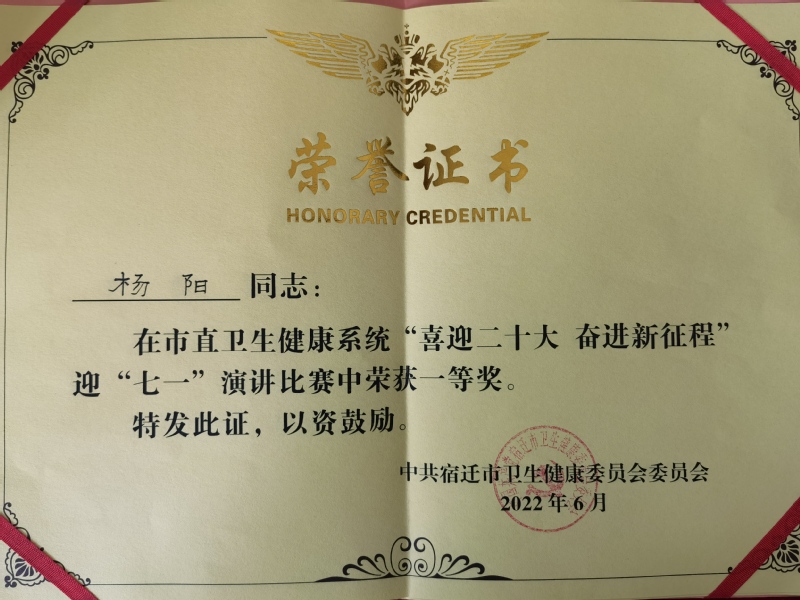 荣誉证书
HONORARY CREDENTIAL
杨 阳 同志：
在市直卫生健康系统“喜迎二十大 奋进新征程”
迎“七一”演讲比赛中荣获一等奖。
特发此证，以资鼓励。
中共宿迁市卫生健康委员会委员会
2022年6月